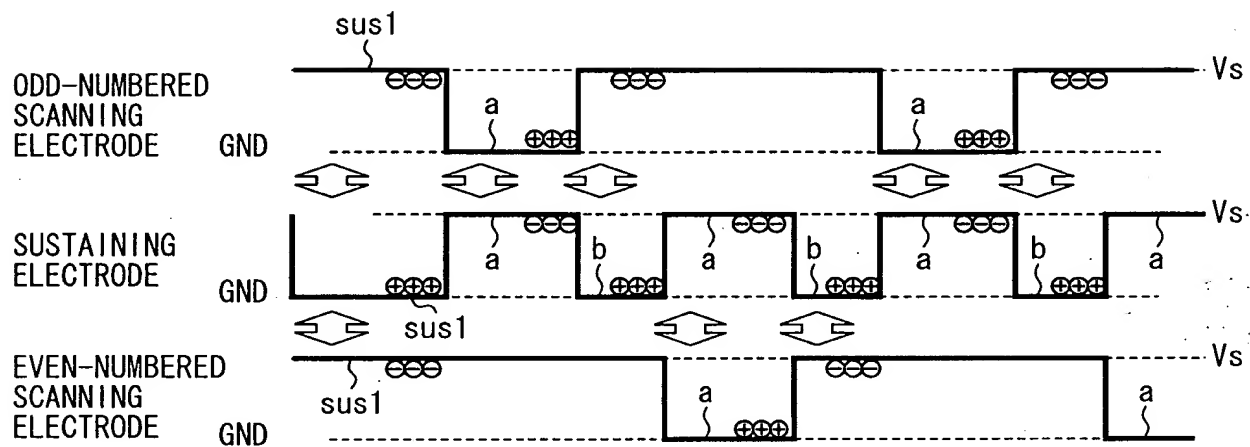 sus1
ODD-NUMBERED
SCANNING
ELECTRODE
GND
Vs
a
a
SUSTAINING
ELECTRODE
GND
Vs
a
b
a
b
a
b
a
sus1
EVEN-NUMBERED
SCANNING
ELECTRODE
GND
Vs
sus1
a
a